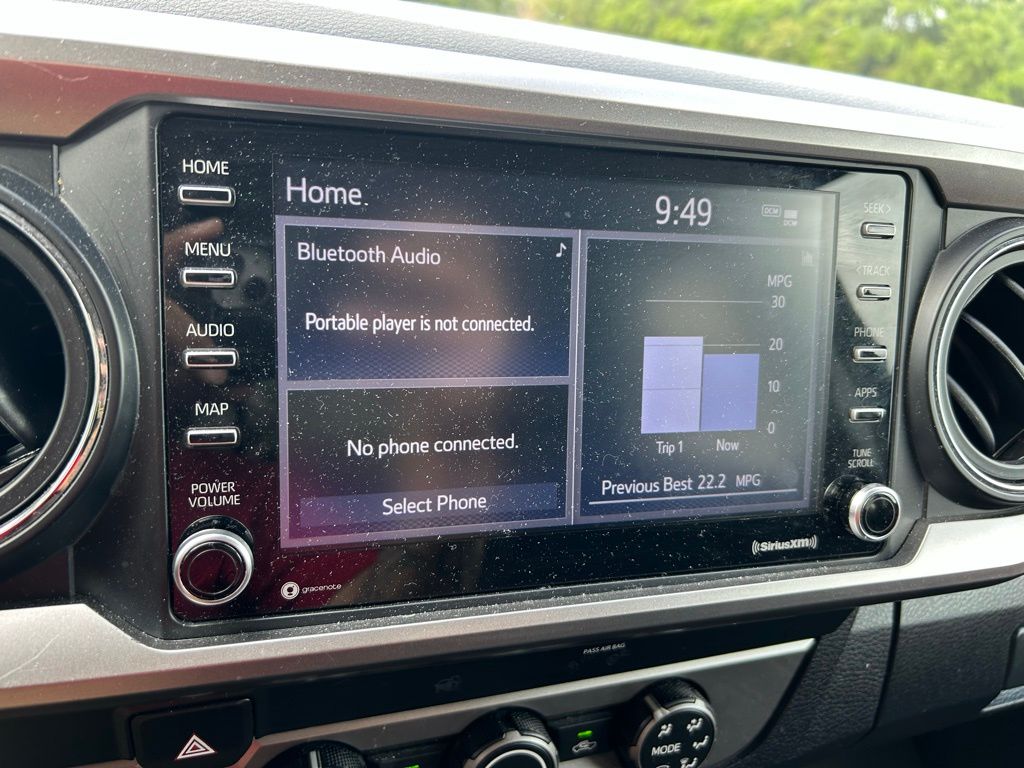 HOME
MENU
AUDIO
MAP
POWER
VOLUME
gracenote
Home
9:49
DCM
DCM
Bluetooth Audio
Portable player is not connected.
No phone connected.
Select Phone
MPG
30
20
10
0
Trip 1
Now
Previous Best 22.2 MPG
SEEK >
< TRACK
PHONE
APPS
TUNE
SCROLL
((SiriusXM))
PASS AIR BAG
MODE